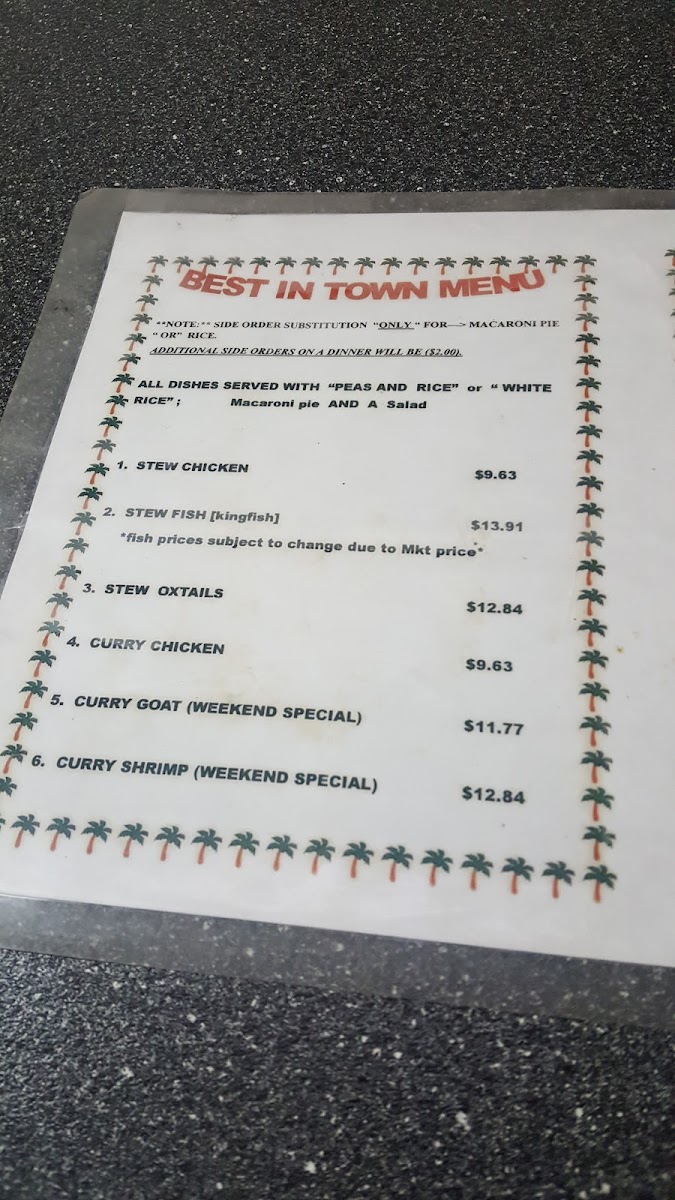 BEST IN TOWN MENU
**NOTE:** SIDE ORDER SUBSTITUTION "ONLY" FOR---> MACARONI PIE
"OR" RICE.
ADDITIONAL SIDE ORDERS ON A DINNER WILL BE ($2.00).
ALL DISHES SERVED WITH "PEAS AND RICE" or "WHITE
RICE"; Macaroni pie AND A Salad
1. STEW CHICKEN $9.63
2. STEW FISH [kingfish] $13.91
*fish prices subject to change due to Mkt price*
3. STEW OXTAILS $12.84
4. CURRY CHICKEN $9.63
5. CURRY GOAT (WEEKEND SPECIAL) $11.77
6. CURRY SHRIMP (WEEKEND SPECIAL) $12.84